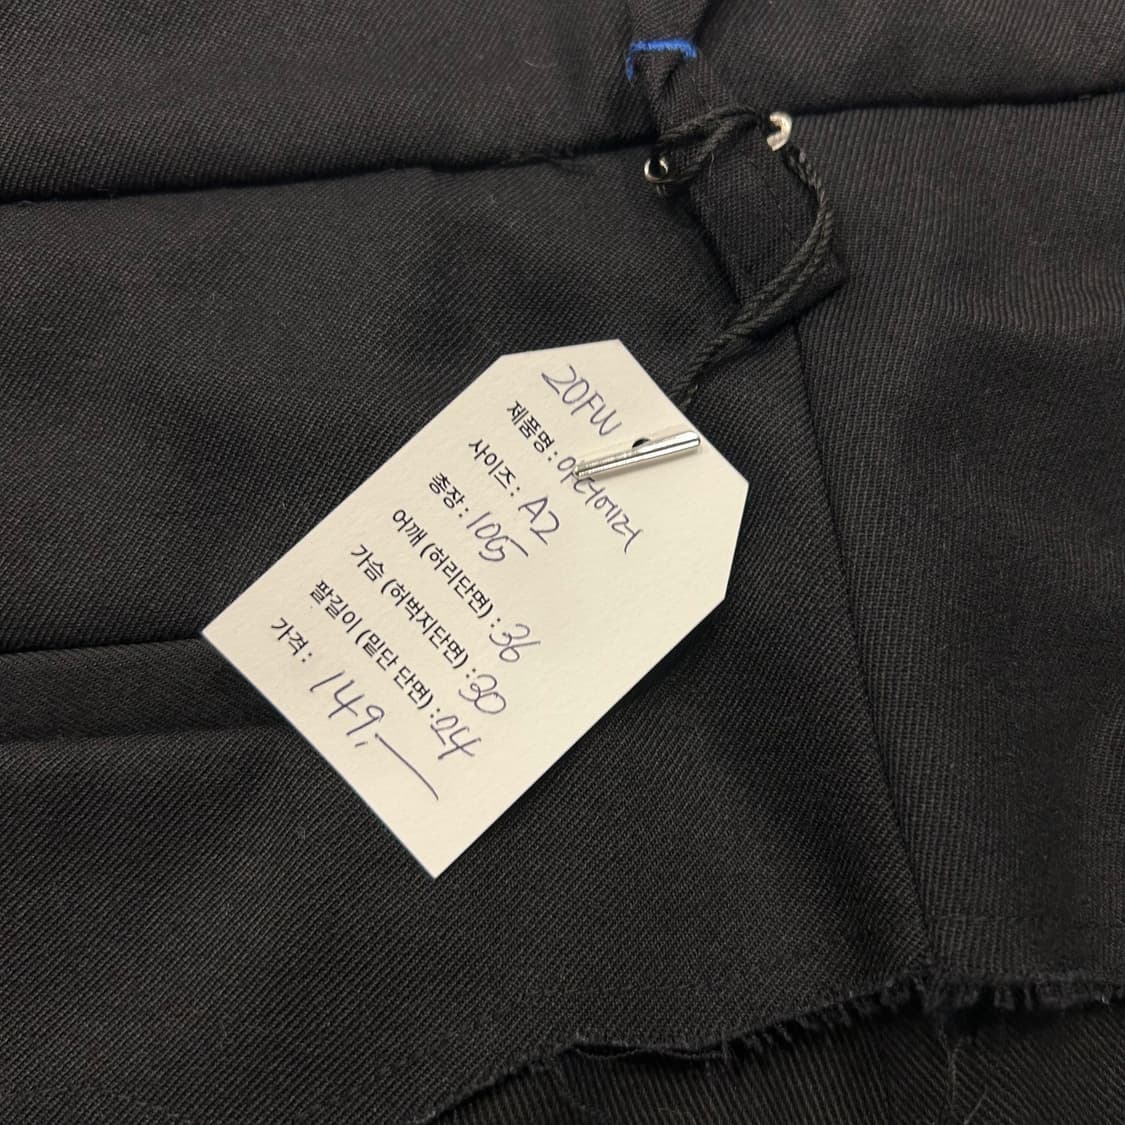 20FW
제품명 : 아더에러
사이즈 : A2
총장 : 105
어깨 (허리단면) : 36
가슴 (허벅지단면) : 30
팔길이 (밑단 단면) : 24
가격 : 149,—